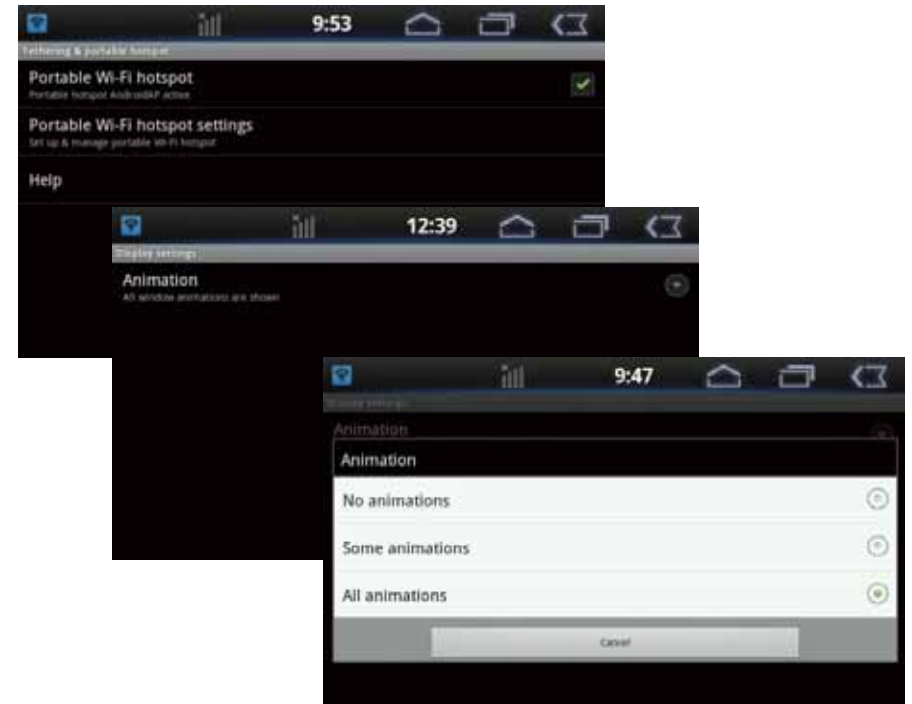 9:53
Tethering & portable hotspot
Portable Wi-Fi hotspot
Portable hotspot AndroidAP active
Portable Wi-Fi hotspot settings
Set up & manage portable Wi-Fi hotspot
Help
12:39
Display settings
Animation
All window animations are shown
9:47
Display settings
Animation
Animation
No animations
Some animations
All animations
Cancel